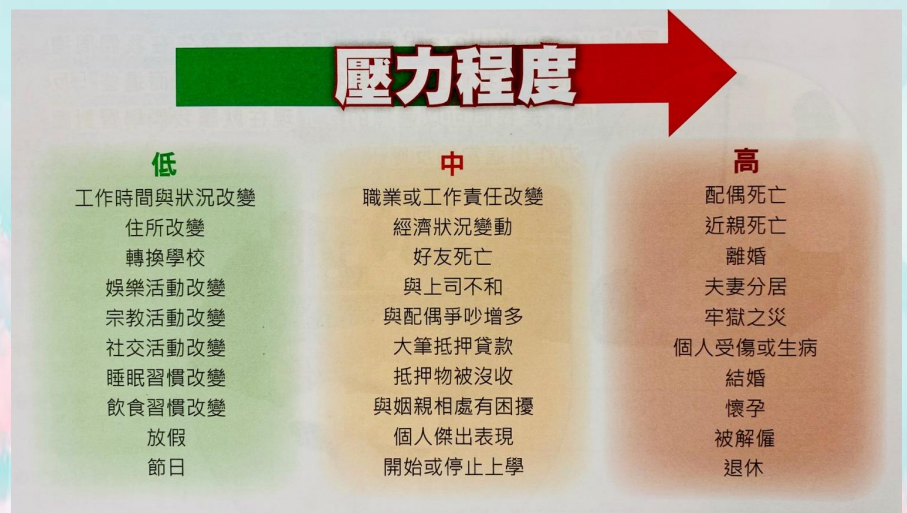 壓力程度
低
工作時間與狀況改變
住所改變
轉換學校
娛樂活動改變
宗教活動改變
社交活動改變
睡眠習慣改變
飲食習慣改變
放假
節日
中
職業或工作責任改變
經濟狀況變動
好友死亡
與上司不和
與配偶爭吵增多
大筆抵押貸款
抵押物被沒收
與姻親相處有困擾
個人傑出表現
開始或停止上學
高
配偶死亡
近親死亡
離婚
夫妻分居
牢獄之災
個人受傷或生病
結婚
懷孕
被解僱
退休